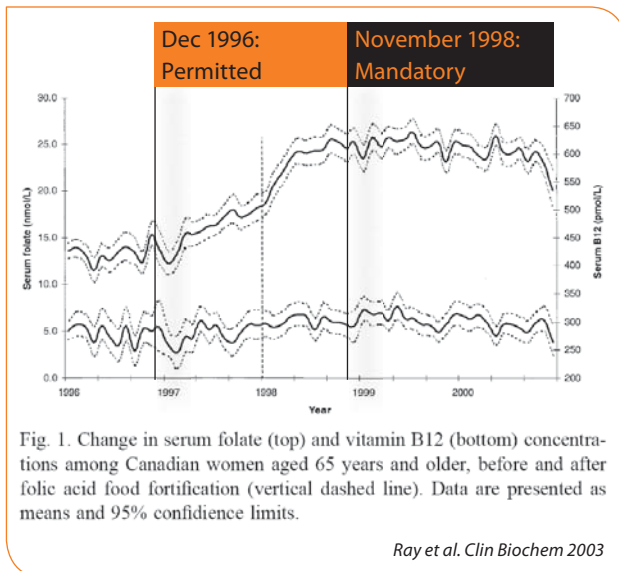 Dec 1996:
Permitted
November 1998:
Mandatory
30.0
25.0
20.0
15.0
10.0
5.0
0.0
Serum folate (nmol/L)
700
650
600
550
500
450
400
350
300
250
200
Serum B12 (pmol/L)
1996
1997
1998
1999
2000
Year
Fig. 1. Change in serum folate (top) and vitamin B12 (bottom) concentra-
tions among Canadian women aged 65 years and older, before and after
folic acid food fortification (vertical dashed line). Data are presented as
means and 95% confidience limits.
Ray et al. Clin Biochem 2003